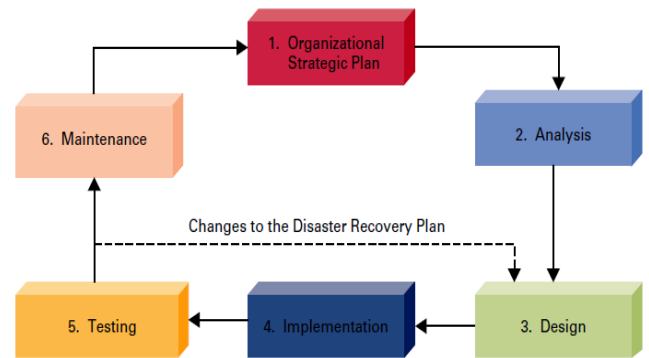 1. Organizational
Strategic Plan
2. Analysis
6. Maintenance
Changes to the Disaster Recovery Plan
5. Testing
4. Implementation
3. Design